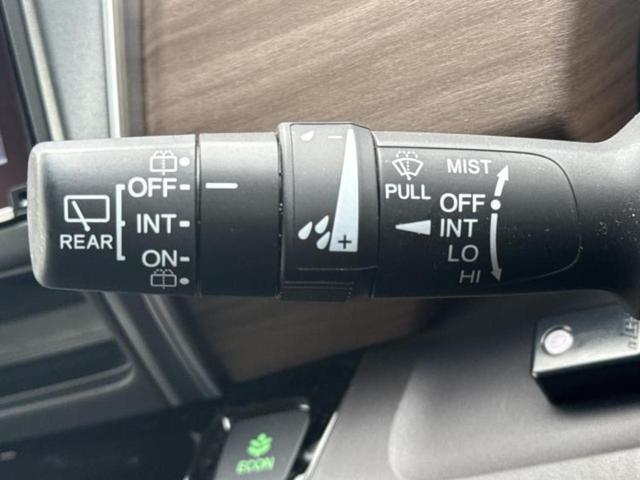 OFF
INT
ON
REAR
−
+
PULL
MIST
OFF
INT
LO
HI
ECON